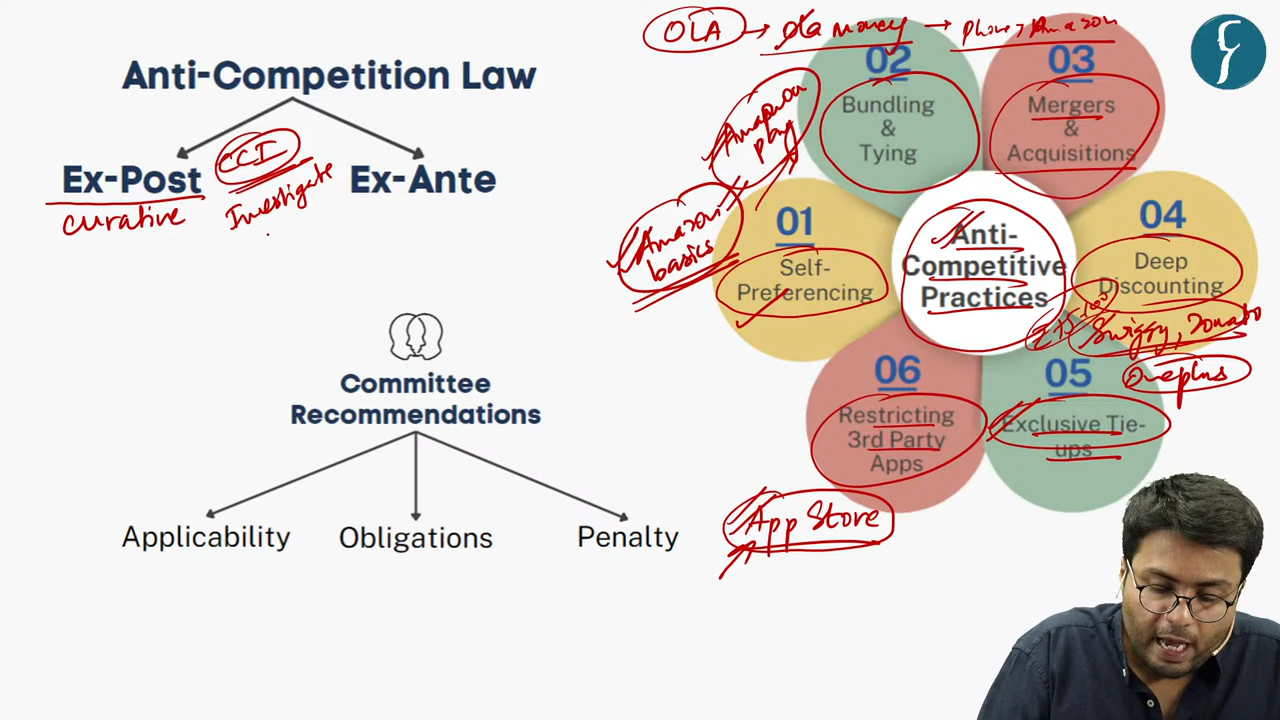 OLA → Ola money → Phone → Amazon
Anti-Competition Law
Ex-Post
CCI
Investigate
curative
Ex-Ante
Committee
Recommendations
Applicability
Obligations
Penalty
Anti-
Competitive
Practices
01
Self-
Preferencing
Amazon
basics
02
Bundling
&
Tying
Amazon
pay
03
Mergers
&
Acquisitions
04
Deep
Discounting
Swiggy, Zomato
05
Exclusive Tie-
ups
Oneplus
06
Restricting
3rd Party
Apps
App Store